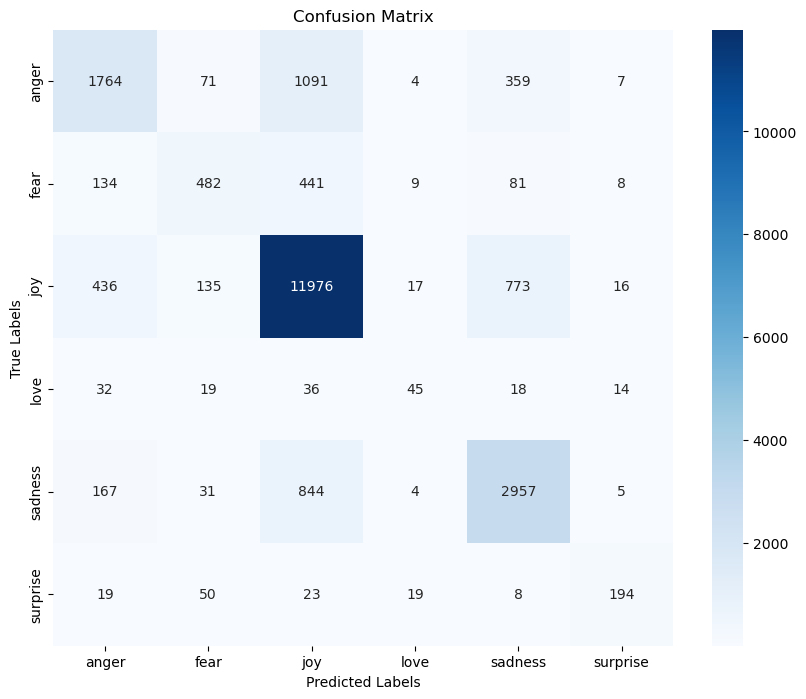 Confusion Matrix
anger 1764 71 1091 4 359 7
fear 134 482 441 9 81 8
joy 436 135 11976 17 773 16
love 32 19 36 45 18 14
sadness 167 31 844 4 2957 5
surprise 19 50 23 19 8 194
anger fear joy love sadness surprise
Predicted Labels
True Labels
10000
8000
6000
4000
2000